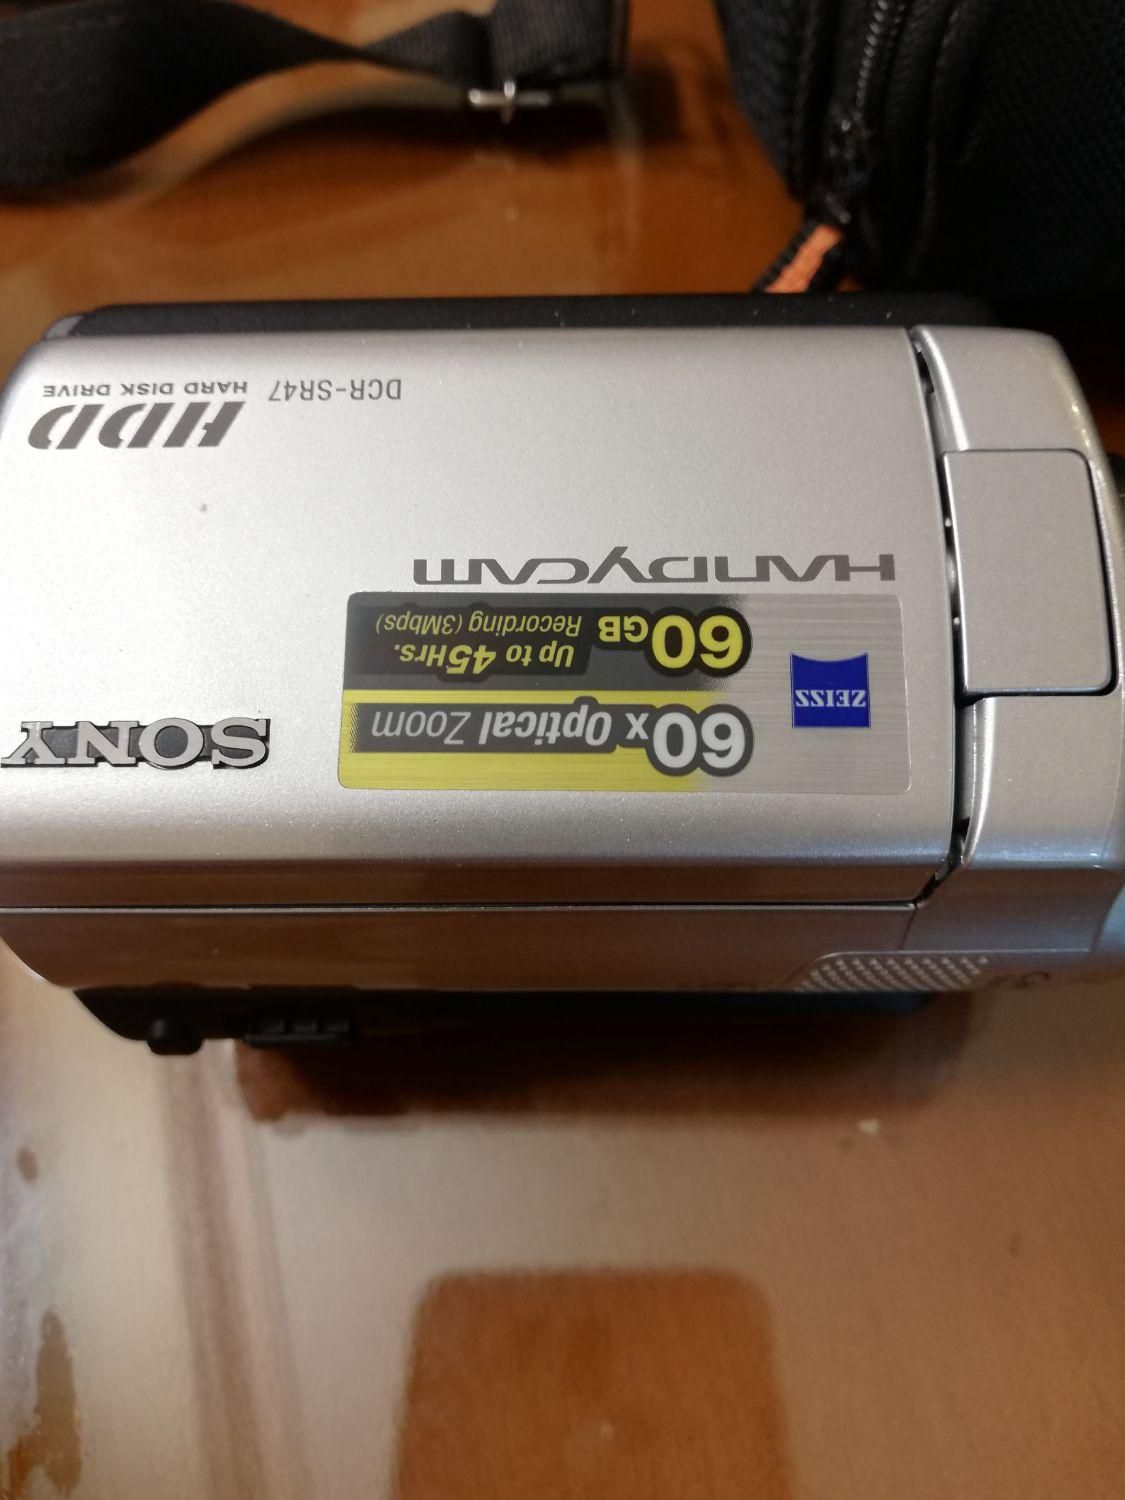 SONY
60x Optical Zoom
60GB Up to 45Hrs.
Recording (3Mbps)
ZEISS
HANDYCAM
HDD
DCR-SR47 HARD DISK DRIVE